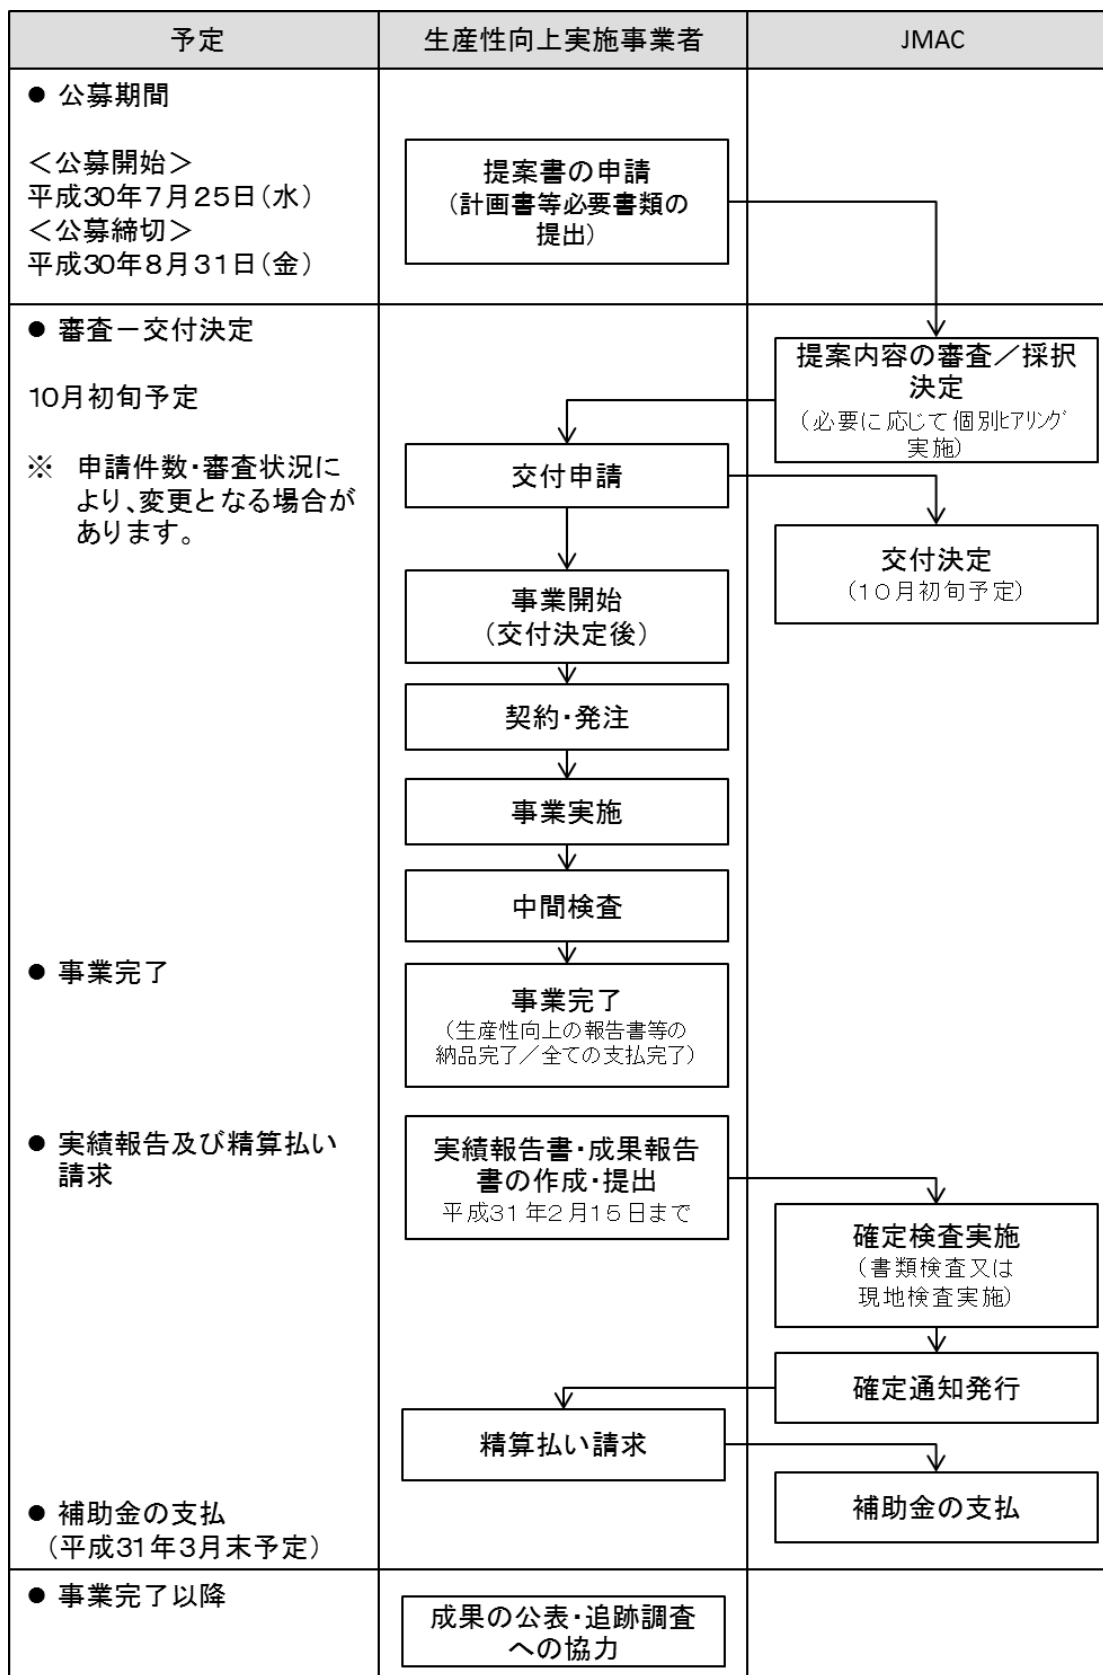 予定
生産性向上実施事業者
JMAC
● 公募期間
＜公募開始＞
平成30年7月25日（水）
＜公募締切＞
平成30年8月31日（金）
提案書の申請
（計画書等必要書類の
提出）
● 審査－交付決定
10月初旬予定
※ 申請件数・審査状況に
より、変更となる場合が
あります。
提案内容の審査／採択
決定
（必要に応じて個別ﾋｱﾘﾝｸﾞ
実施）
交付申請
交付決定
（10月初旬予定）
事業開始
（交付決定後）
契約・発注
事業実施
中間検査
● 事業完了
事業完了
（生産性向上の報告書等の
納品完了／全ての支払完了）
● 実績報告及び精算払い
請求
実績報告書・成果報告
書の作成・提出
平成31年2月15日まで
確定検査実施
（書類検査又は
現地検査実施）
確定通知発行
精算払い請求
● 補助金の支払
（平成31年3月末予定）
補助金の支払
● 事業完了以降
成果の公表・追跡調査
への協力